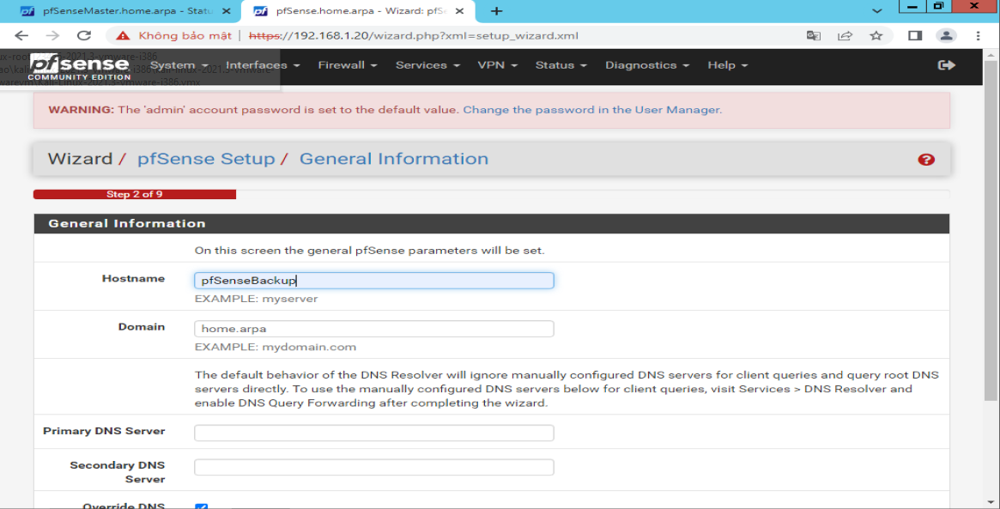 pfSenseMaster.home.arpa - Statu
pfSense.home.arpa - Wizard: pfSe
Không bảo mật | https://192.168.1.20/wizard.php?xml=setup_wizard.xml
pfsense
COMMUNITY EDITION
System Interfaces Firewall Services VPN Status Diagnostics Help
WARNING: The 'admin' account password is set to the default value. Change the password in the User Manager.
Wizard / pfSense Setup / General Information
Step 2 of 9
General Information
On this screen the general pfSense parameters will be set.
Hostname
pfSenseBackup
EXAMPLE: myserver
Domain
home.arpa
EXAMPLE: mydomain.com
The default behavior of the DNS Resolver will ignore manually configured DNS servers for client queries and query root DNS
servers directly. To use the manually configured DNS servers below for client queries, visit Services > DNS Resolver and
enable DNS Query Forwarding after completing the wizard.
Primary DNS Server
Secondary DNS
Server
Override DNS